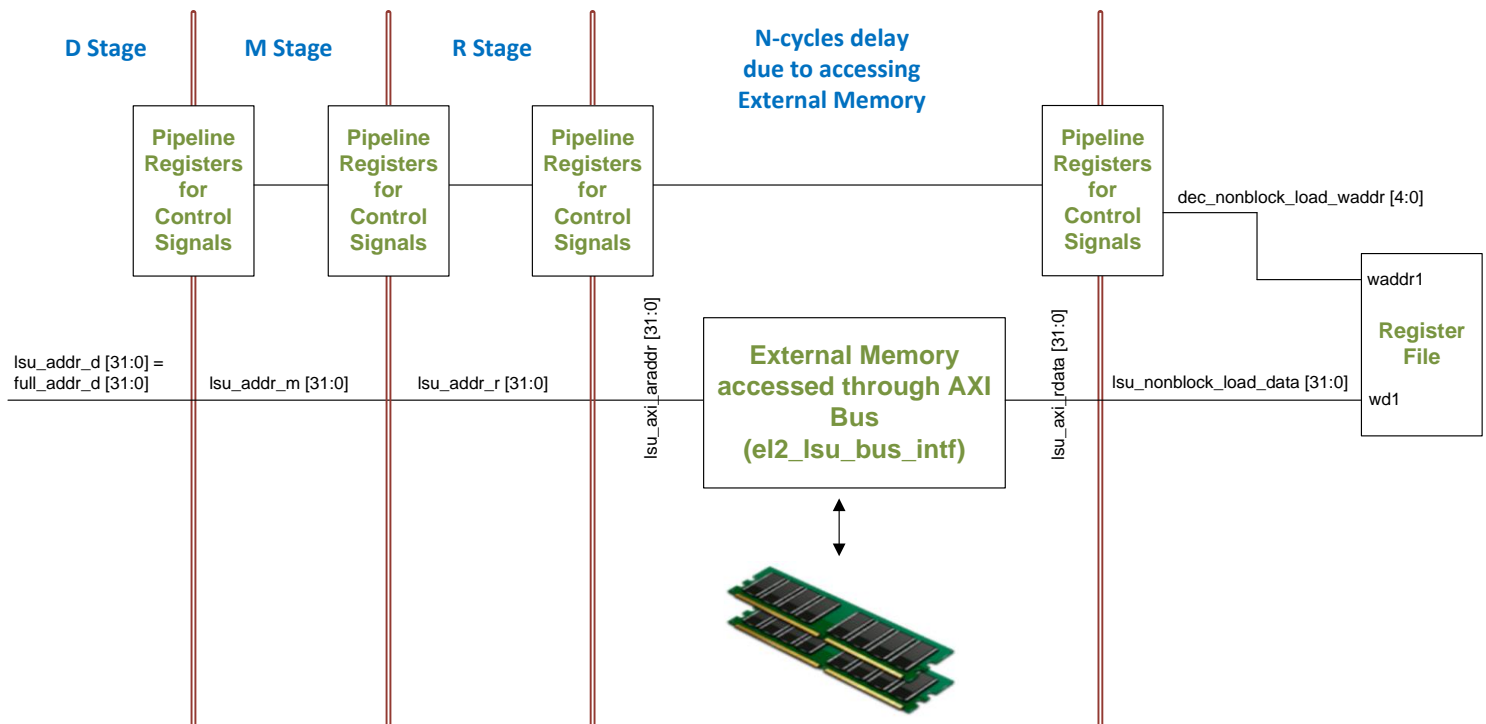 D Stage
M Stage
R Stage
N-cycles delay
due to accessing
External Memory
Pipeline
Registers
for
Control
Signals
Pipeline
Registers
for
Control
Signals
Pipeline
Registers
for
Control
Signals
Pipeline
Registers
for
Control
Signals
dec_nonblock_load_waddr [4:0]
waddr1
Register
File
wd1
lsu_addr_d [31:0] =
full_addr_d [31:0]
lsu_addr_m [31:0]
lsu_addr_r [31:0]
lsu_axi_araddr [31:0]
External Memory
accessed through AXI
Bus
(el2_lsu_bus_intf)
lsu_axi_rdata [31:0]
lsu_nonblock_load_data [31:0]